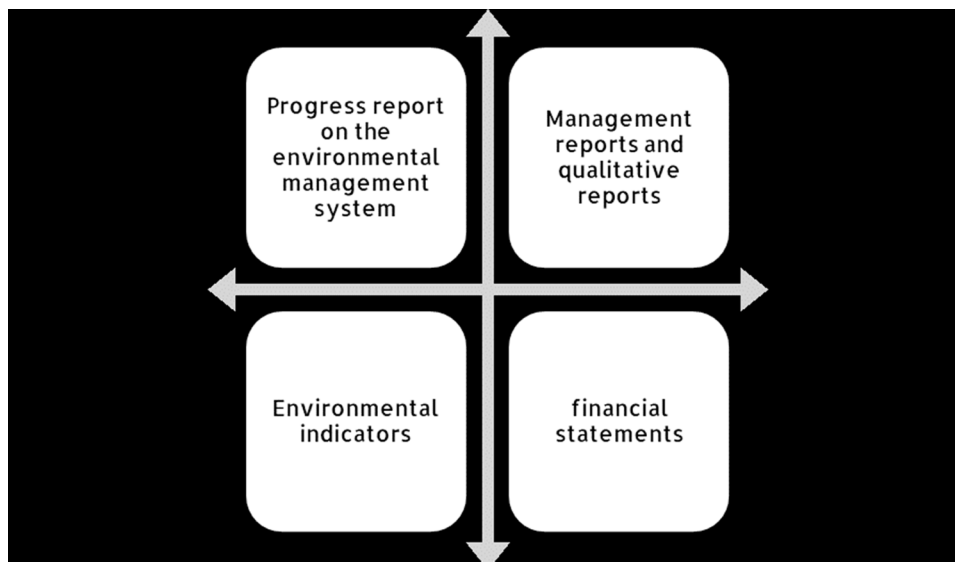 Progress report
on the
environmental
management
system
Management
reports and
qualitative
reports
Environmental
indicators
financial
statements